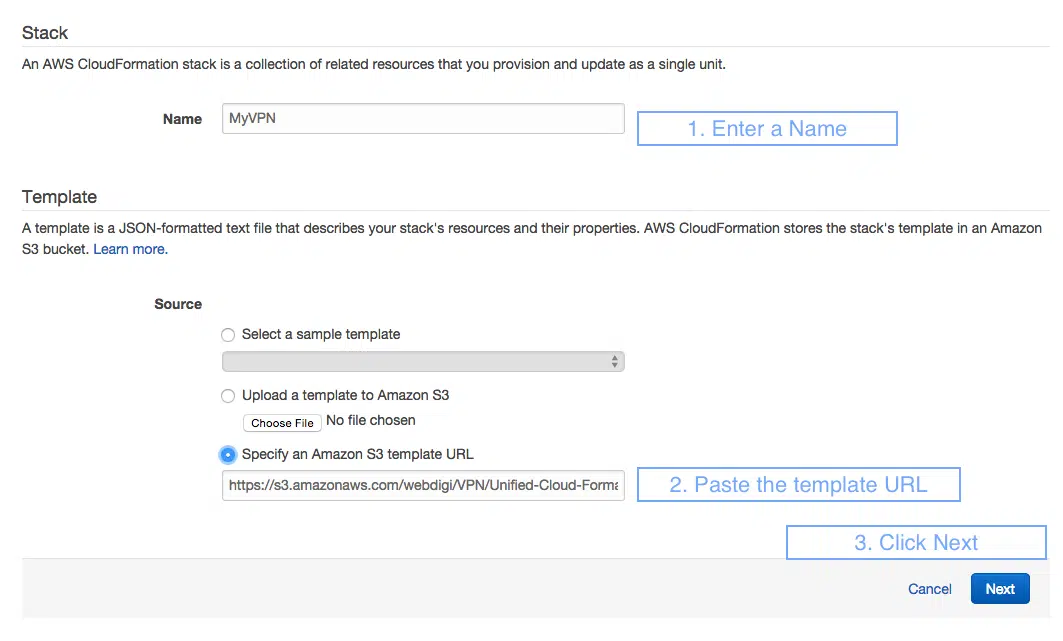 Stack
An AWS CloudFormation stack is a collection of related resources that you provision and update as a single unit.
Name
MyVPN
1. Enter a Name
Template
A template is a JSON-formatted text file that describes your stack's resources and their properties. AWS CloudFormation stores the stack's template in an Amazon
S3 bucket. Learn more.
Source
Select a sample template
Upload a template to Amazon S3
Choose File No file chosen
Specify an Amazon S3 template URL
https://s3.amazonaws.com/webdigi/VPN/Unified-Cloud-Forma
2. Paste the template URL
3. Click Next
Cancel
Next